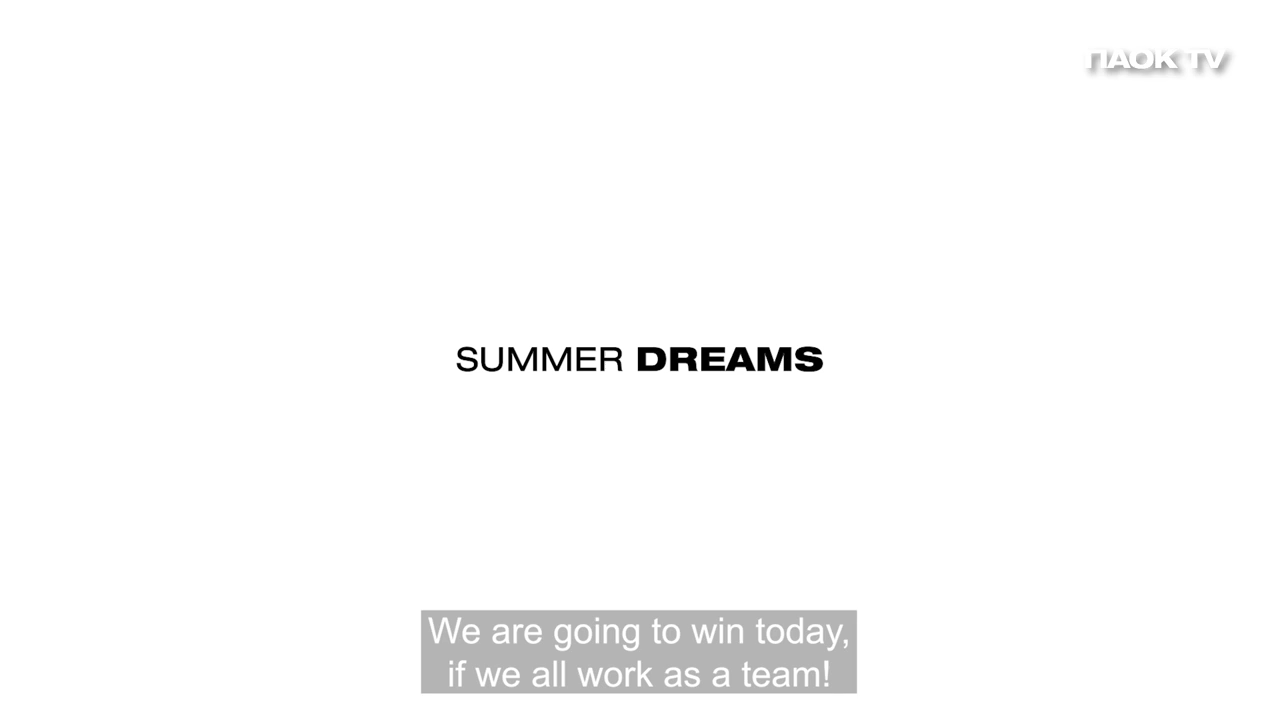 ΠΑΟΚ TV
SUMMER DREAMS
We are going to win today,
if we all work as a team!